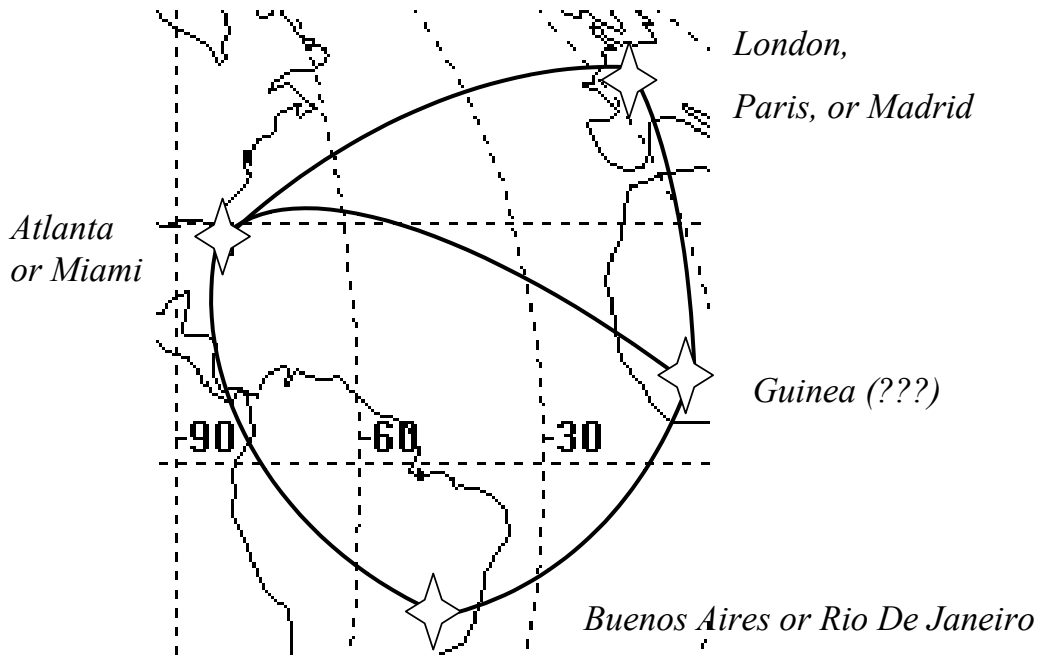 London,
Paris, or Madrid
Atlanta
or Miami
Guinea (???)
-90 -60 -30
Buenos Aires or Rio De Janeiro